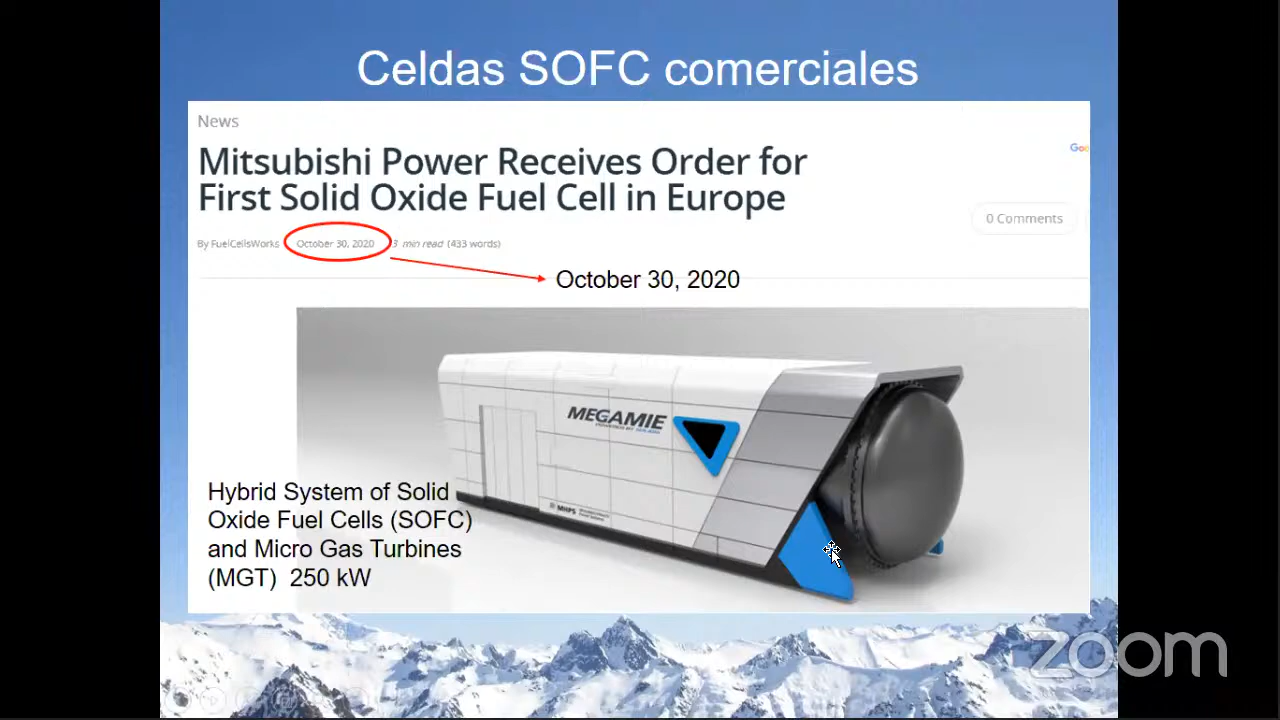 Celdas SOFC comerciales
News
Mitsubishi Power Receives Order for
First Solid Oxide Fuel Cell in Europe
Goo
0 Comments
By FuelCellsWorks October 30, 2020 3 min read (433 words)
October 30, 2020
MEGAMIE
MHPS
Hybrid System of Solid
Oxide Fuel Cells (SOFC)
and Micro Gas Turbines
(MGT) 250 kW
zoom